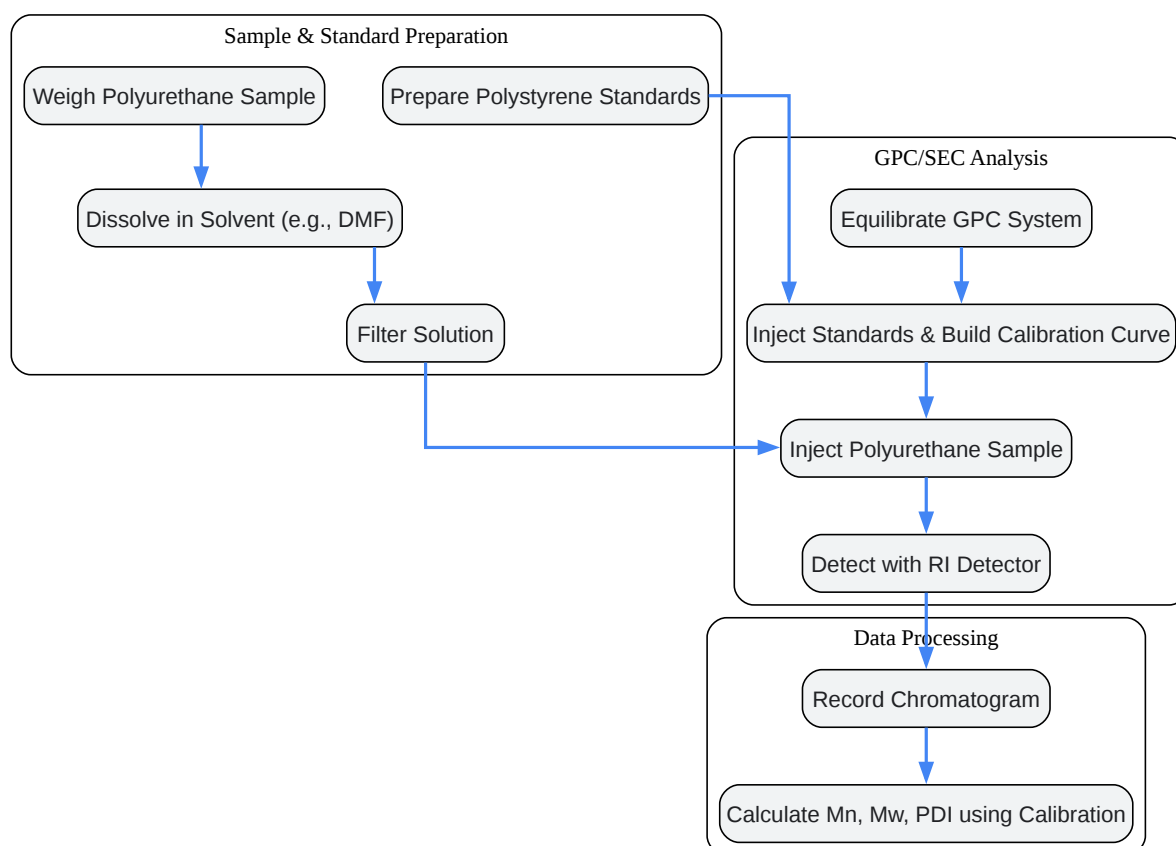 Sample & Standard Preparation
Weigh Polyurethane Sample
Prepare Polystyrene Standards
Dissolve in Solvent (e.g., DMF)
Filter Solution
GPC/SEC Analysis
Equilibrate GPC System
Inject Standards & Build Calibration Curve
Inject Polyurethane Sample
Detect with RI Detector
Data Processing
Record Chromatogram
Calculate Mn, Mw, PDI using Calibration